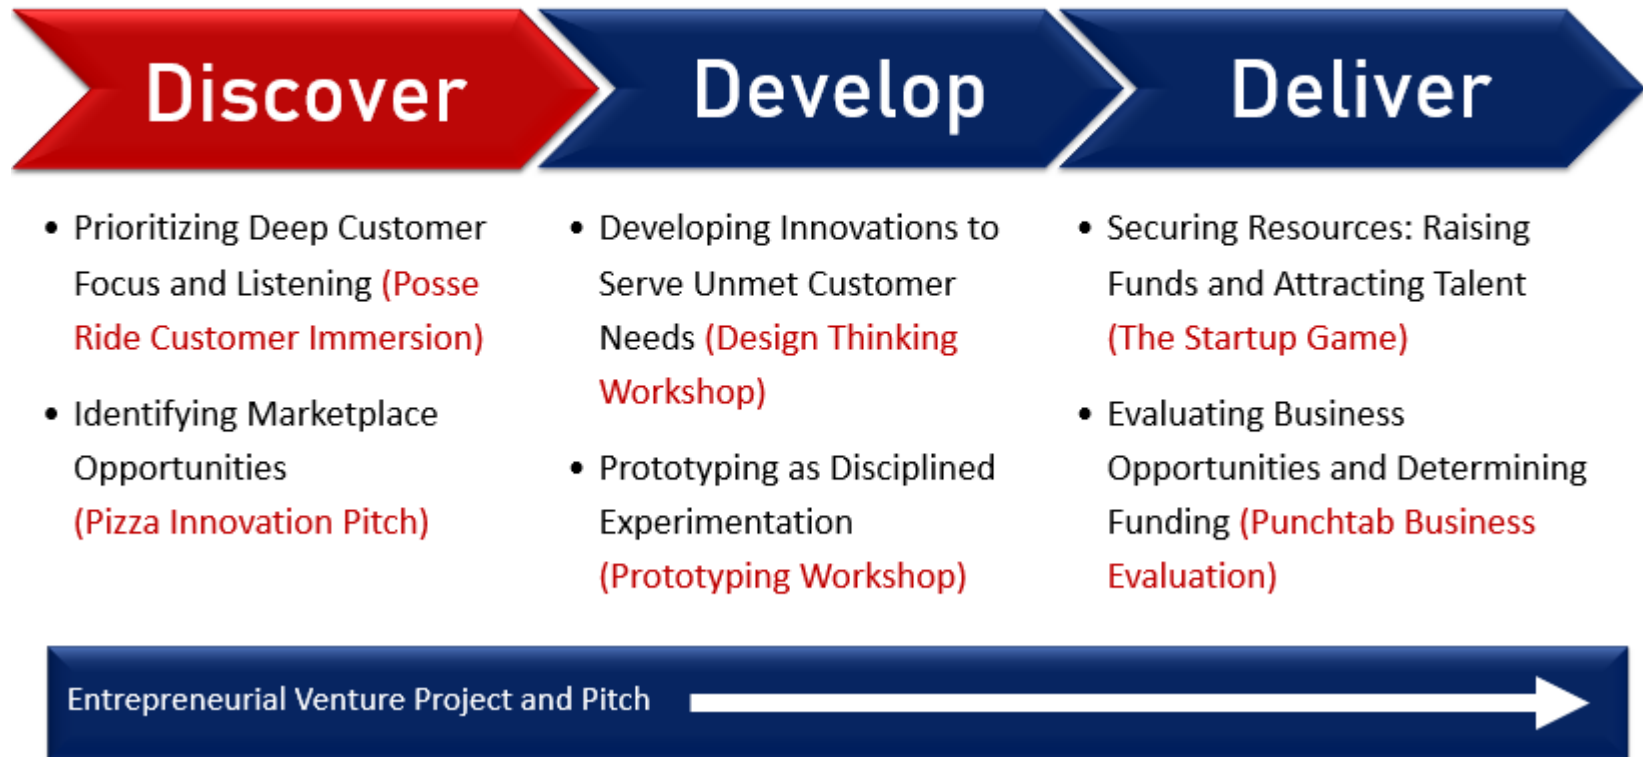 Discover
Develop
Deliver
• Prioritizing Deep Customer
Focus and Listening (Posse
Ride Customer Immersion)
• Identifying Marketplace
Opportunities
(Pizza Innovation Pitch)
• Developing Innovations to
Serve Unmet Customer
Needs (Design Thinking
Workshop)
• Prototyping as Disciplined
Experimentation
(Prototyping Workshop)
• Securing Resources: Raising
Funds and Attracting Talent
(The Startup Game)
• Evaluating Business
Opportunities and Determining
Funding (Punchtab Business
Evaluation)
Entrepreneurial Venture Project and Pitch